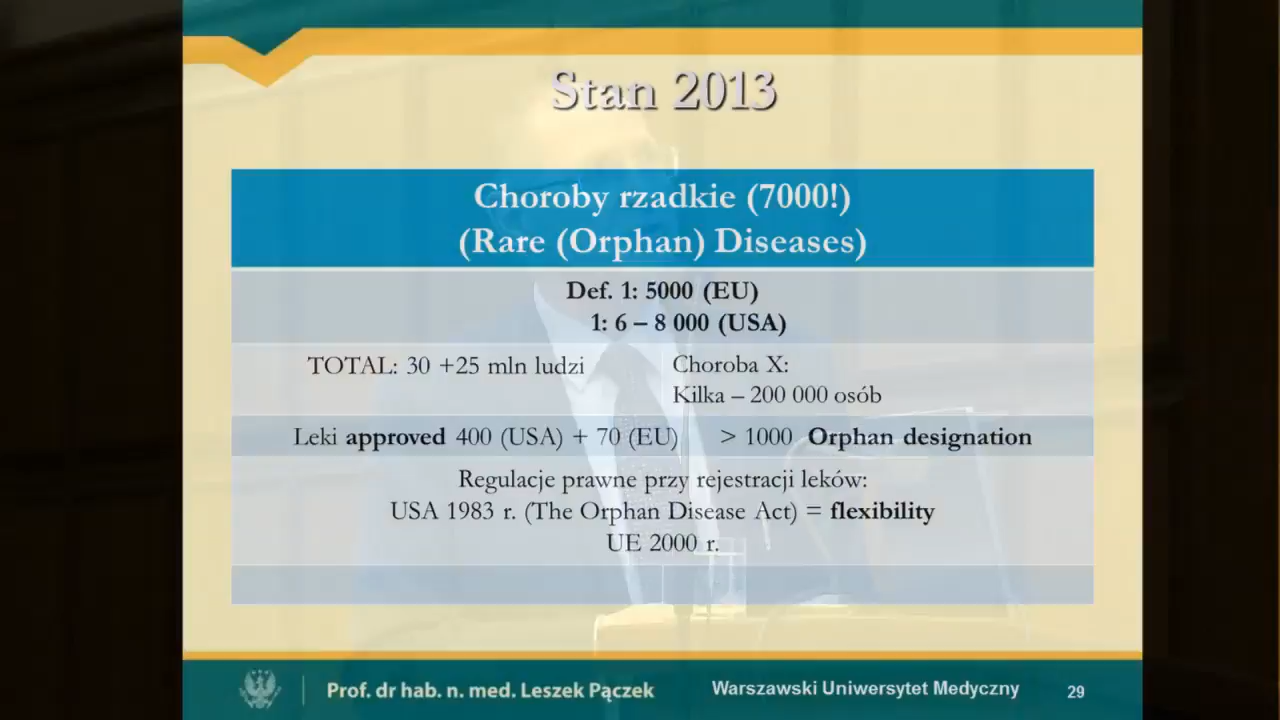 Stan 2013
Choroby rzadkie (7000!)
(Rare (Orphan) Diseases)
Def. 1: 5000 (EU)
1: 6 – 8 000 (USA)
TOTAL: 30 +25 mln ludzi
Choroba X:
Kilka – 200 000 osób
Leki approved 400 (USA) + 70 (EU) > 1000 Orphan designation
Regulacje prawne przy rejestracji leków:
USA 1983 r. (The Orphan Disease Act) = flexibility
UE 2000 r.
Prof. dr hab. n. med. Leszek Pączek
Warszawski Uniwersytet Medyczny
29